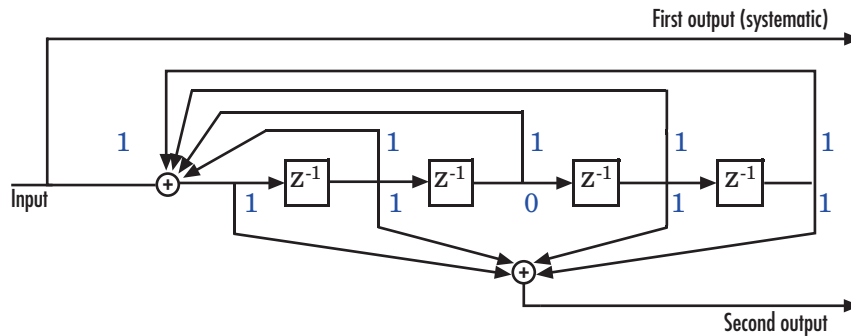 First output (systematic)
1 1 1 1 1
Z-1 Z-1 Z-1 Z-1
+
Input
1 1 0 1 1
+
Second output